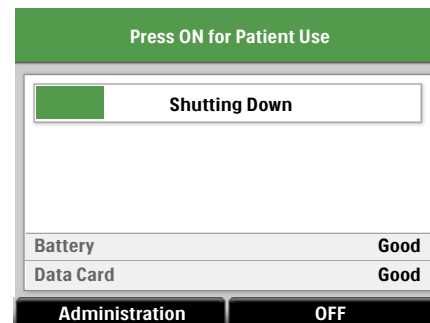 Press ON for Patient Use
Shutting Down
Battery Good
Data Card Good
Administration OFF